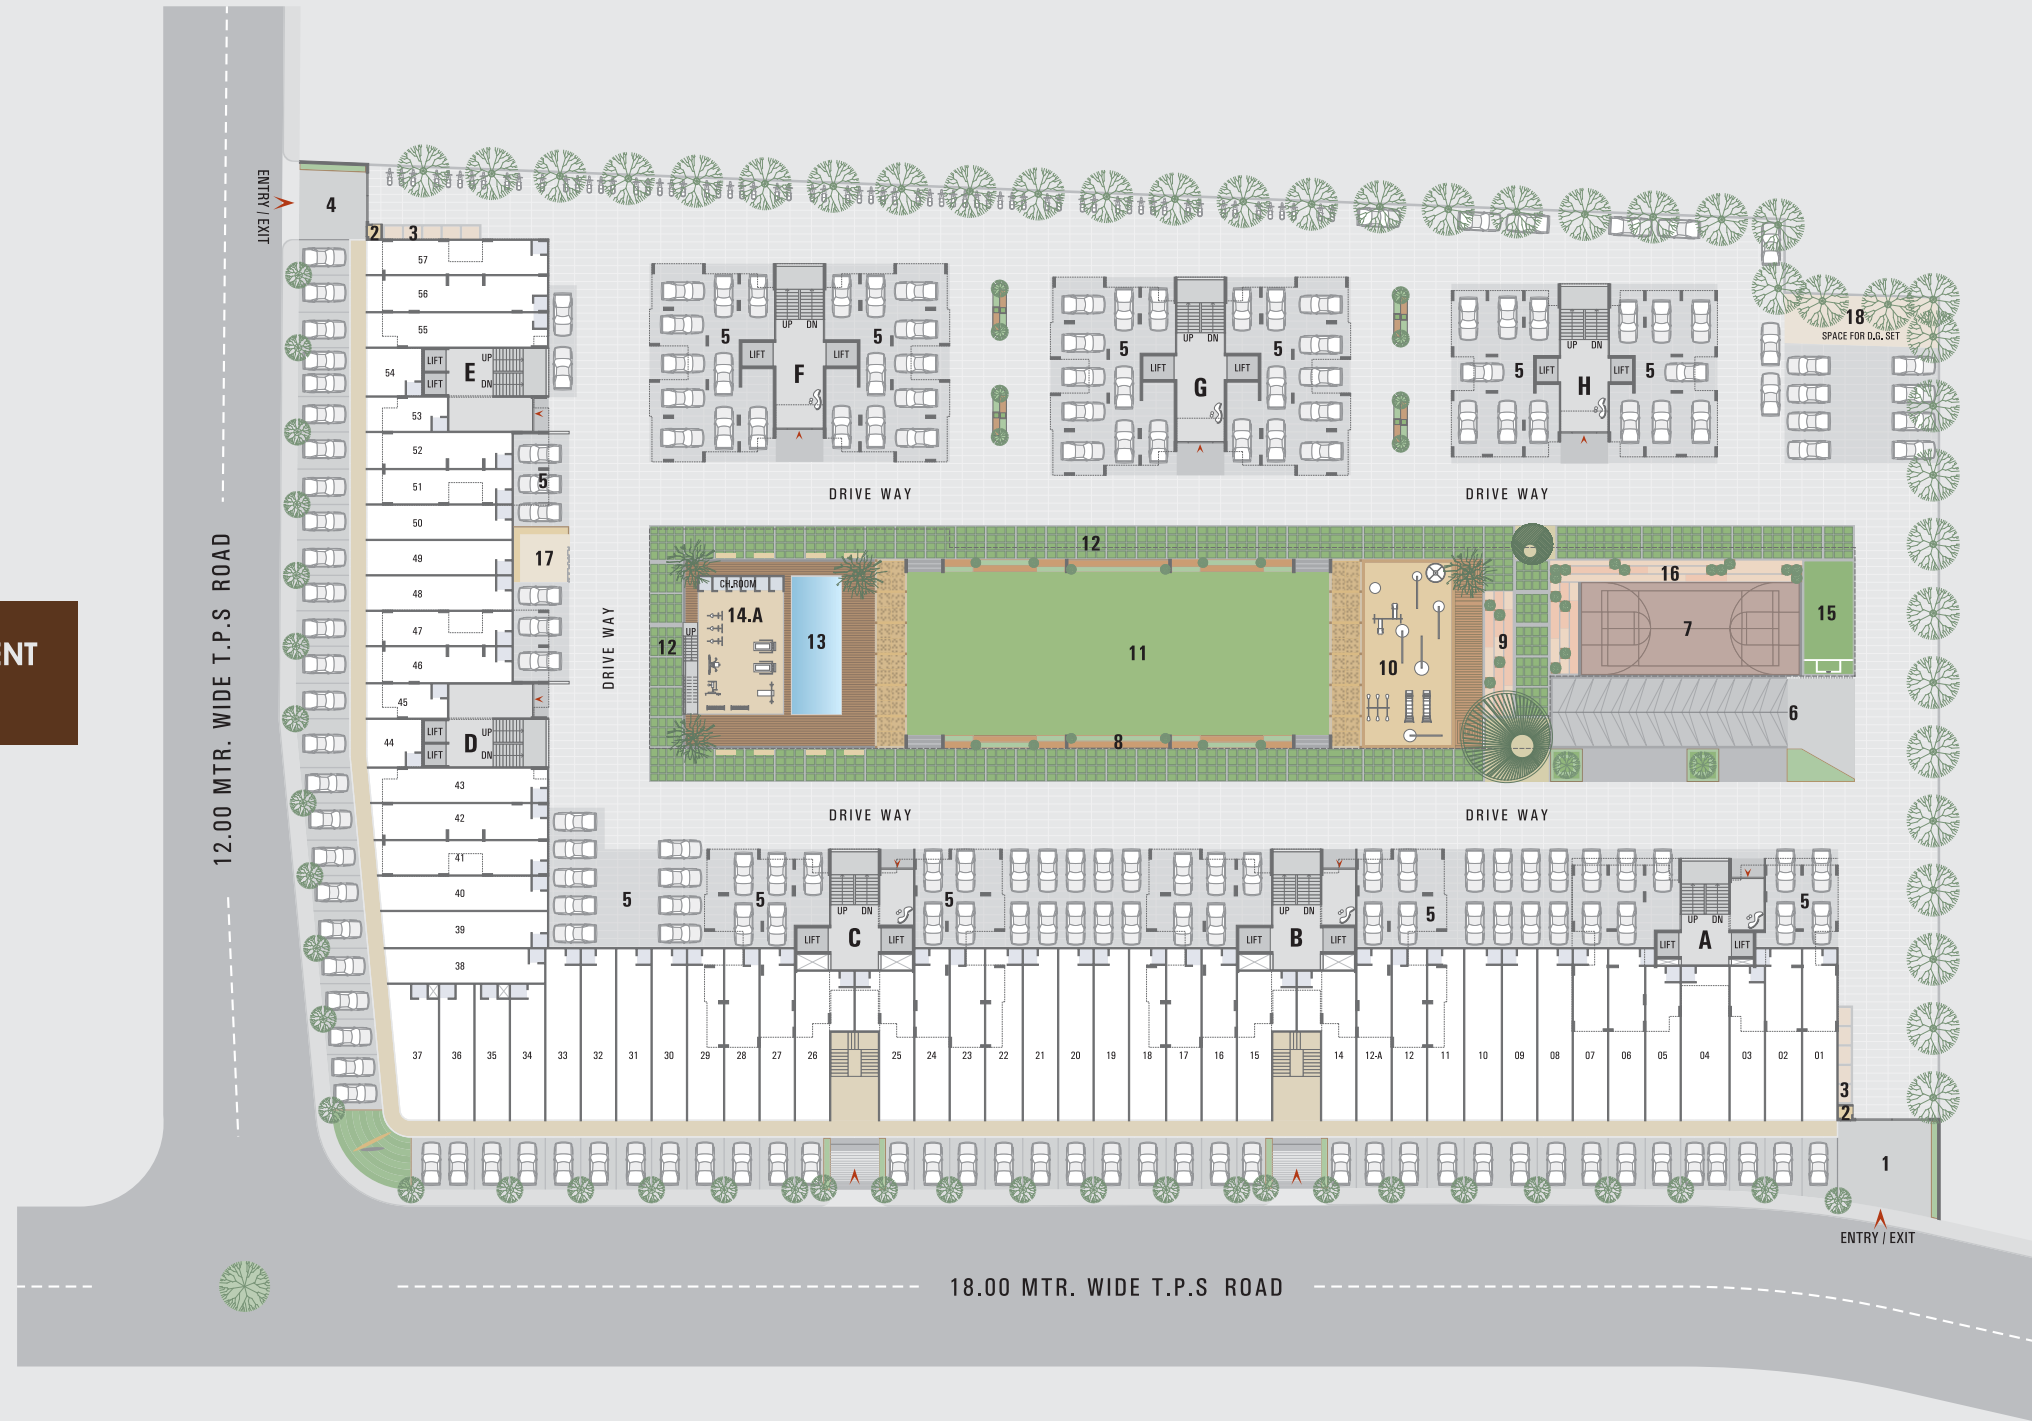 ENTRY / EXIT
4
2
3
57
56
55
54
LIFT
LIFT
E
UP
DN
53
52
51
5
50
49
17
48
47
46
45
44
LIFT
LIFT
D
UP
DN
43
42
41
40
39
38
5
LIFT
UP DN
LIFT
5
F
5
LIFT
UP DN
LIFT
5
G
5
LIFT
UP DN
LIFT
5
H
18
SPACE FOR D.G. SET
DRIVE WAY
DRIVE WAY
12
CH.ROOM
14.A
UP
12
13
11
10
9
16
7
15
6
8
DRIVE WAY
DRIVE WAY
DRIVE WAY
12.00 MTR. WIDE T.P.S ROAD
ENT
5
5
UP DN
LIFT
C
LIFT
5
UP DN
LIFT
B
LIFT
5
UP DN
LIFT
A
LIFT
5
37 36 35 34 33 32 31 30 29 28 27 26 25 24 23 22 21 20 19 18 17 16 15 14 12-A 12 11 10 09 08 07 06 05 04 03 02 01
3
2
1
ENTRY / EXIT
18.00 MTR. WIDE T.P.S ROAD